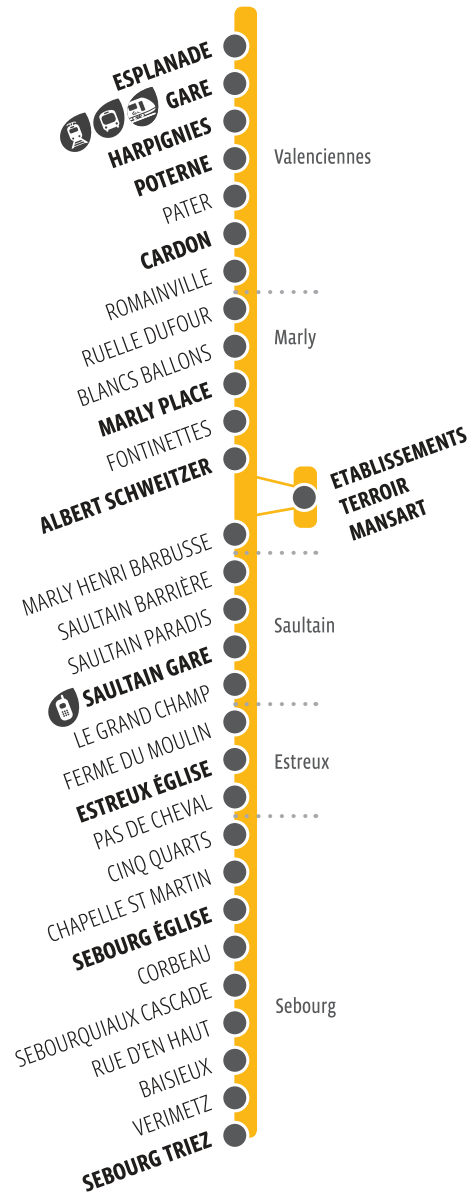 ESPLANADE
GARE
HARPIGNIES
POTERNE
Valenciennes
PATER
CARDON
ROMAINVILLE
RUELLE DUFOUR
Marly
BLANCS BALLONS
MARLY PLACE
FONTINETTES
ALBERT SCHWEITZER
ETABLISSEMENTS
TERROIR
MANSART
MARLY HENRI BARBUSSE
SAULTAIN BARRIÈRE
SAULTAIN PARADIS
Saultain
SAULTAIN GARE
LE GRAND CHAMP
FERME DU MOULIN
ESTREUX ÉGLISE
Estreux
PAS DE CHEVAL
CINQ QUARTS
CHAPELLE ST MARTIN
SEBOURG ÉGLISE
CORBEAU
SEBOURQUIAUX CASCADE
Sebourg
RUE D'EN HAUT
BAISIEUX
VERIMETZ
SEBOURG TRIEZ